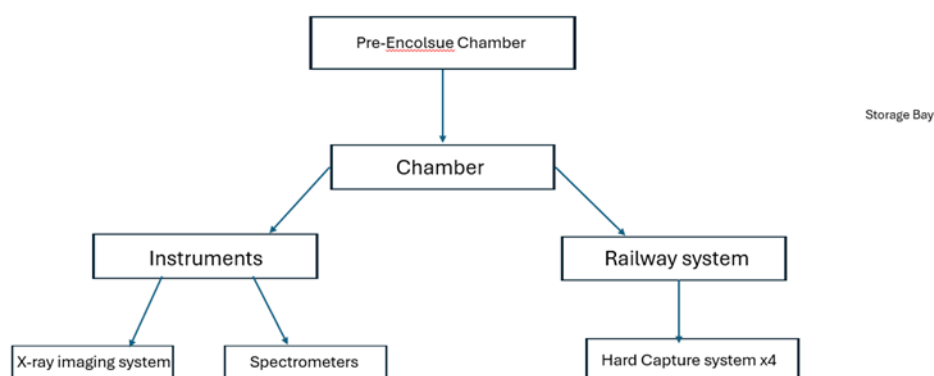 Pre-Encolsue Chamber
Storage Bay
Chamber
Instruments
Railway system
X-ray imaging system
Spectrometers
Hard Capture system x4